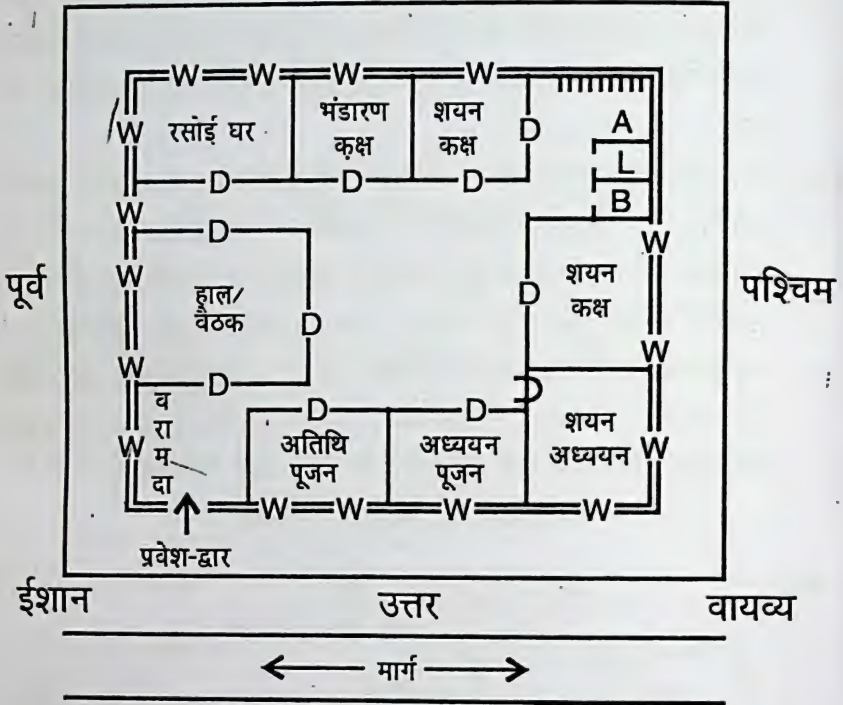 W W W W
W रसोई घर भंडारण शयन D A
कक्ष कक्ष L
D D D B
W D W
W हाल/ D शयन
पूर्व बैठक D कक्ष पश्चिम
W D W
व D D D शयन
रा अतिथि अध्ययन अध्ययन W
W म पूजन पूजन
दा W W W W
प्रवेश-द्वार
ईशान उत्तर वायव्य
मार्ग